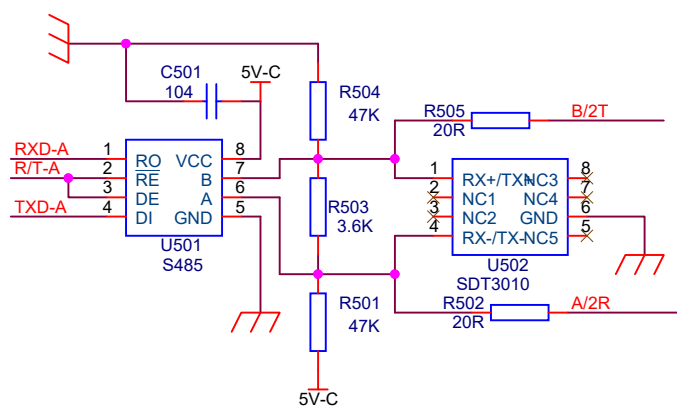 C501
104
5V-C
R504
47K
R505
20R
B/2T
RXD-A
R/T-A
TXD-A
1
2
3
4
RO
RE
DE
DI
VCC
B
A
GND
8
7
6
5
U501
S485
R503
3.6K
1
2
3
4
RX+/TX+
NC1
NC2
RX-/TX-
NC3
NC4
GND
NC5
8
7
6
5
U502
SDT3010
R501
47K
R502
20R
A/2R
5V-C